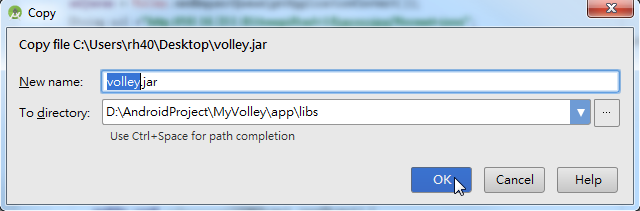 Copy
Copy file C:\Users\rh40\Desktop\volley.jar
New name: volley.jar
To directory: D:\AndroidProject\MyVolley\app\libs
Use Ctrl+Space for path completion
OK Cancel Help